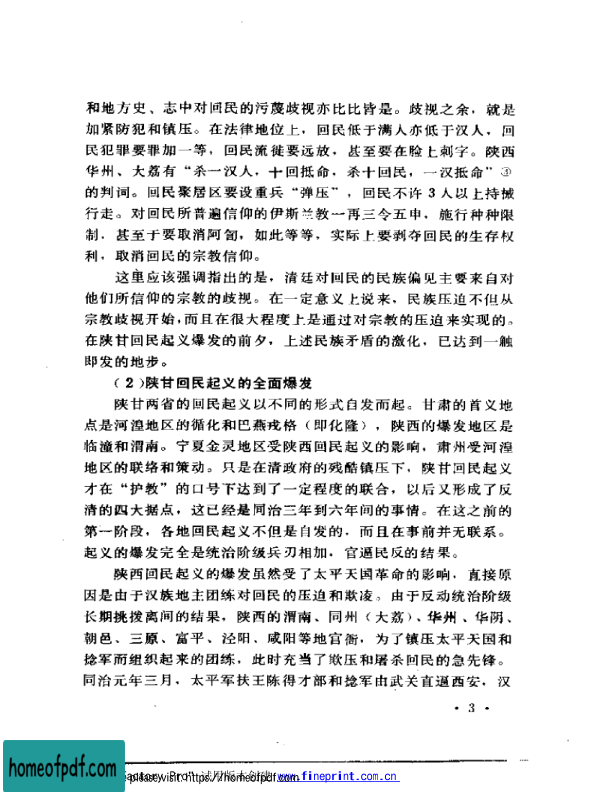 和地方史、志中对回民的污蔑歧视亦比比皆是。歧视之余，就是
加紧防犯和镇压。在法律地位上，回民低于满人亦低于汉人，回
民犯罪要罪加一等，回民流徙要远放，甚至要在脸上刺字。陕西
华州、大荔有“杀一汉人，十回抵命，杀十回民，一汉抵命”③
的判词。回民聚居区要设重兵“弹压”，回民不许3人以上持械
行走。对回民所普遍信仰的伊斯兰教一再三令五申，施行种种限
制．甚至于要取消阿訇，如此等等，实际上要剥夺回民的生存权
利，取消回民的宗教信仰。
这里应该强调指出的是，清廷对回民的民族偏见主要来自对
他们所信仰的宗教的歧视。在一定意义上说来，民族压迫不但从
宗教歧视开始，而且在很大程度上是通过对宗教的压迫来实现的。
在陕甘回民起义爆发的前夕，上述民族矛盾的激化，已达到一触
即发的地步。
（2）陕甘回民起义的全面爆发
陕甘两省的回民起义以不同的形式自发而起。甘肃的首义地
点是河湟地区的循化和巴燕戎格（即化隆），陕西的爆发地区是
临潼和渭南。宁夏金灵地区受陕西回民起义的影响，肃州受河湟
地区的联络和策动。只是在清政府的残酷镇压下，陕甘回民起义
才在“护教”的口号下达到了一定程度的联合，以后又形成了反
清的四大据点，这已经是同治三年到六年间的事情。在这之前的
第一阶段，各地回民起义不但是自发的，而且在事前并无联系。
起义的爆发完全是统治阶级兵刃相加，官逼民反的结果。
陕西回民起义的爆发虽然受了太平天国革命的影响，直接原
因是由于汉族地主团练对回民的压迫和欺凌。由于反动统治阶级
长期挑拨离间的结果，陕西的渭南、同州（大荔）、华州、华阴、
朝邑、三原、富平、泾阳、咸阳等地官衙，为了镇压太平天国和
捻军而组织起来的团练，此时充当了欺压和屠杀回民的急先锋。
同治元年三月，太平军扶王陈得才部和捻军由武关直逼西安，汉
·3·
homeofpdf.com
Factory Pro" 试用版本创建 www.fineprint.com.cn
please visit: https://homeofpdf.com